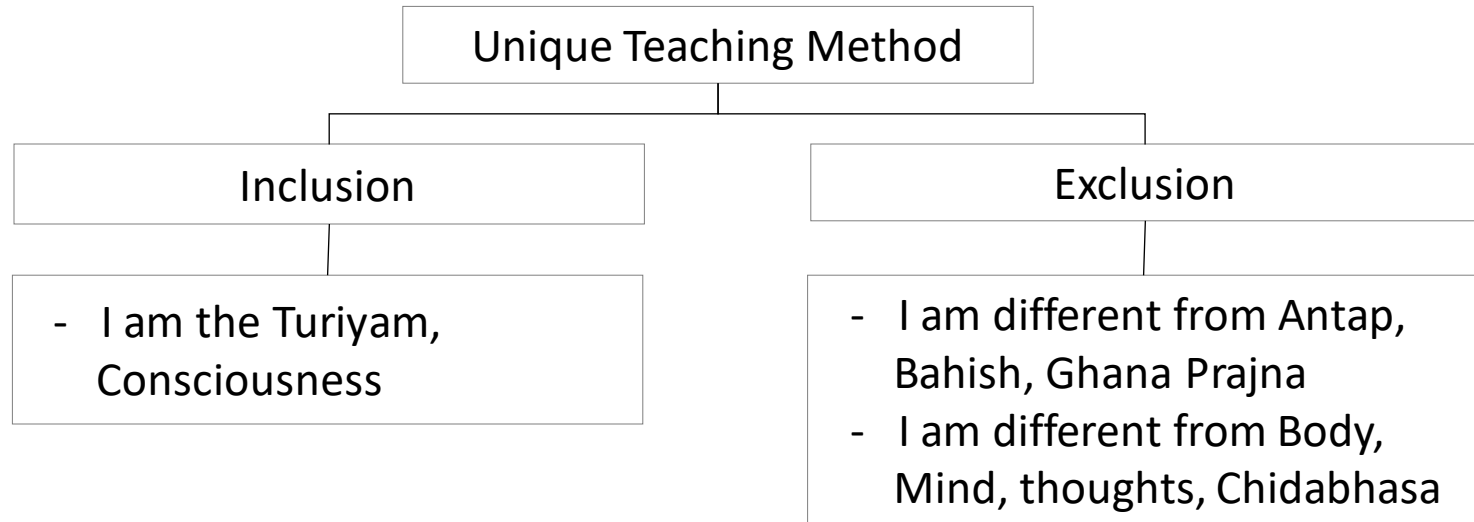 Unique Teaching Method
Inclusion
Exclusion
- I am the Turiyam,
Consciousness
- I am different from Antap,
Bahish, Ghana Prajna
- I am different from Body,
Mind, thoughts, Chidabhasa